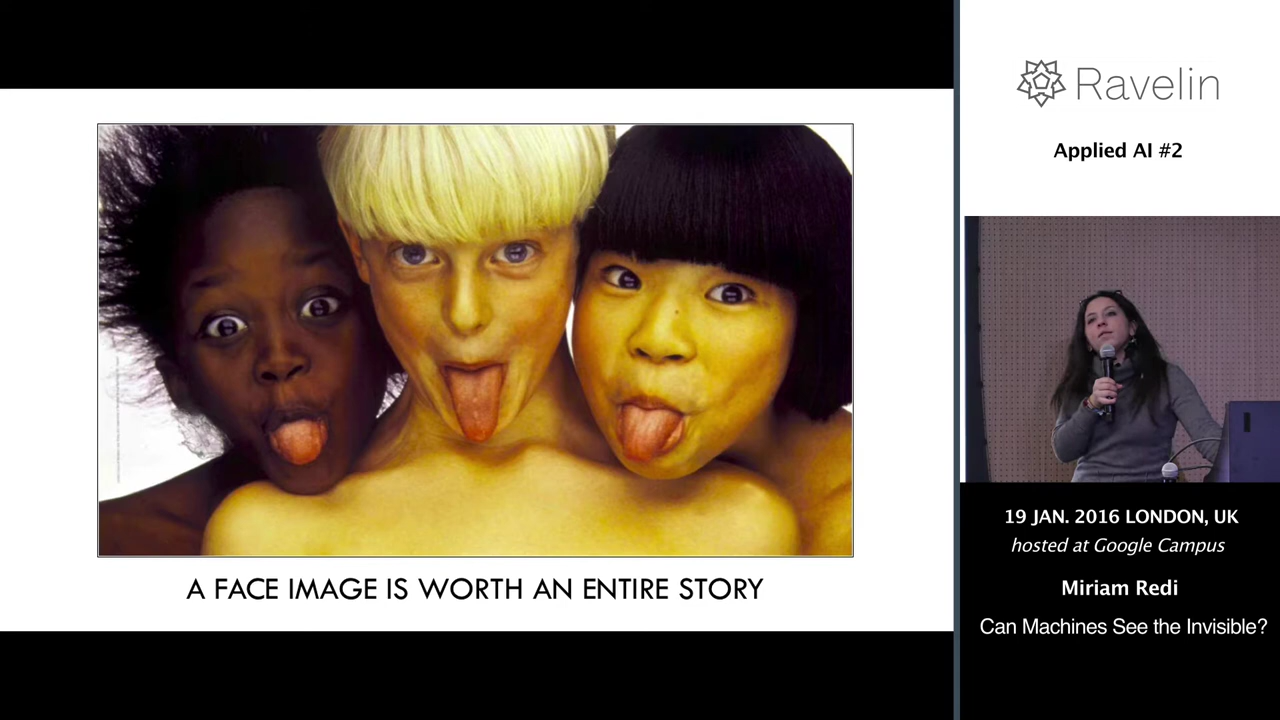 A FACE IMAGE IS WORTH AN ENTIRE STORY
Ravelin
Applied AI #2
19 JAN. 2016 LONDON, UK
hosted at Google Campus
Miriam Redi
Can Machines See the Invisible?